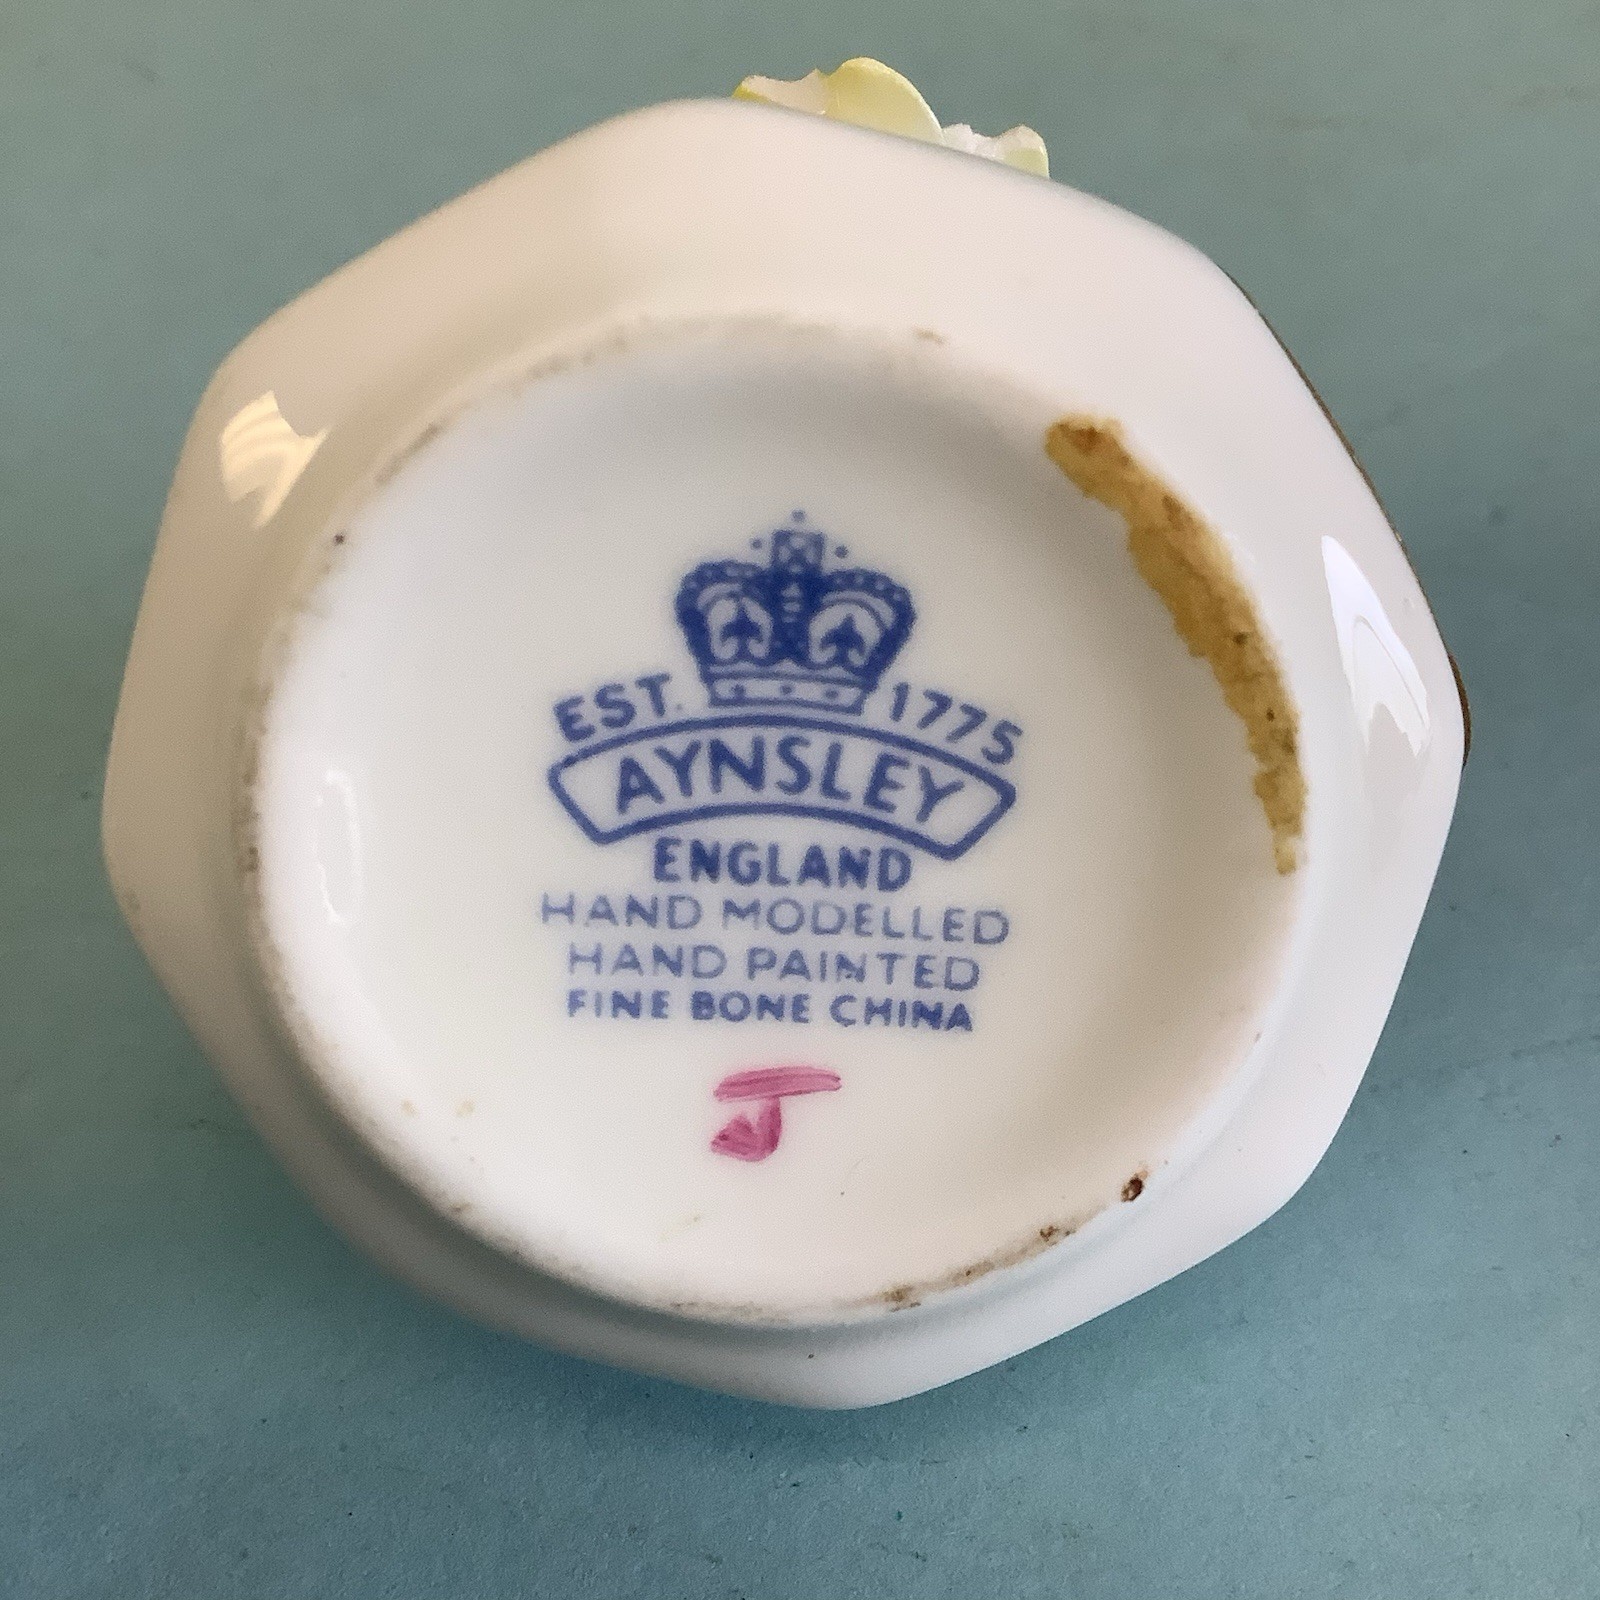 EST. 1775
AYNSLEY
ENGLAND
HAND MODELLED
HAND PAINTED
FINE BONE CHINA
J